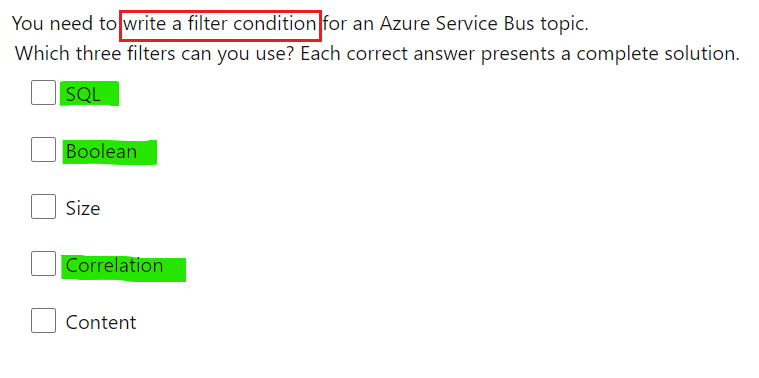 You need to write a filter condition for an Azure Service Bus topic.
Which three filters can you use? Each correct answer presents a complete solution.
SQL
Boolean
Size
Correlation
Content